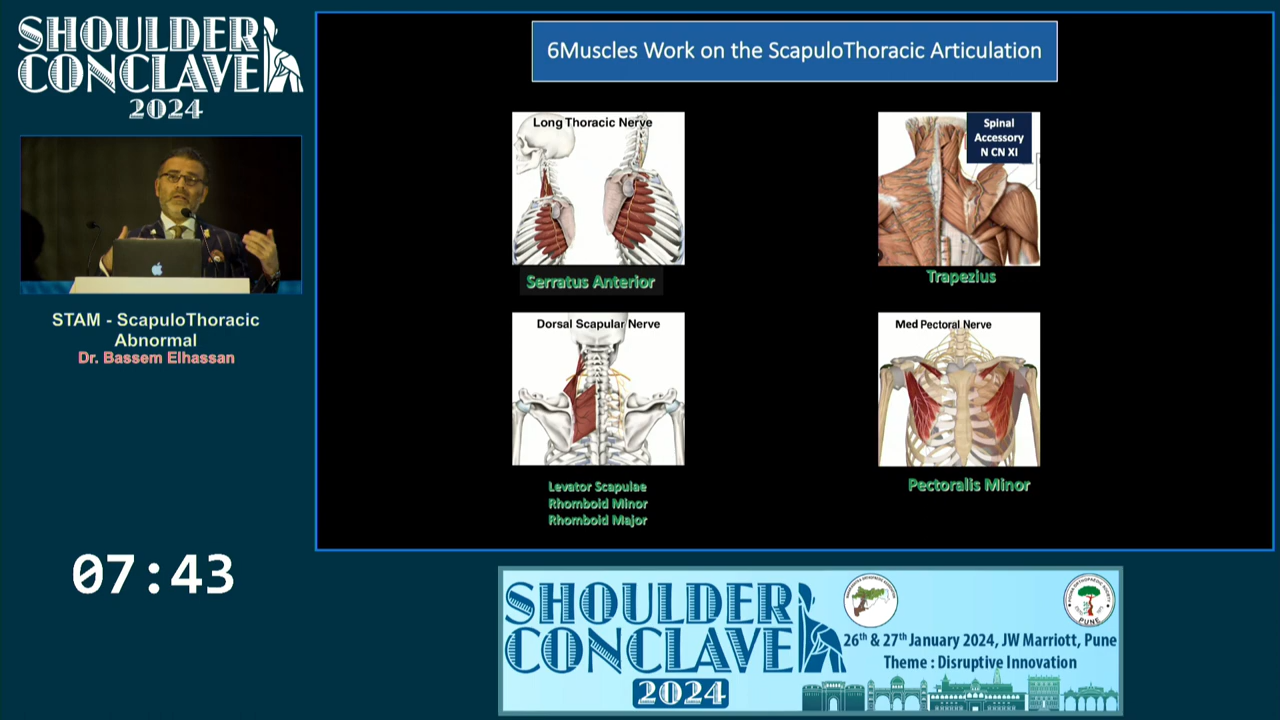 SHOULDER
CONCLAVE
2024
STAM - ScapuloThoracic
Abnormal
Dr. Bassem Elhassan
07:43
6Muscles Work on the ScapuloThoracic Articulation
Long Thoracic Nerve
Serratus Anterior
Spinal
Accessory
N CN XI
Trapezius
Dorsal Scapular Nerve
Levator Scapulae
Rhomboid Minor
Rhomboid Major
Med Pectoral Nerve
Pectoralis Minor
SHOULDER
CONCLAVE
2024
PUNE
26th & 27th January 2024, JW Marriott, Pune
Theme : Disruptive Innovation